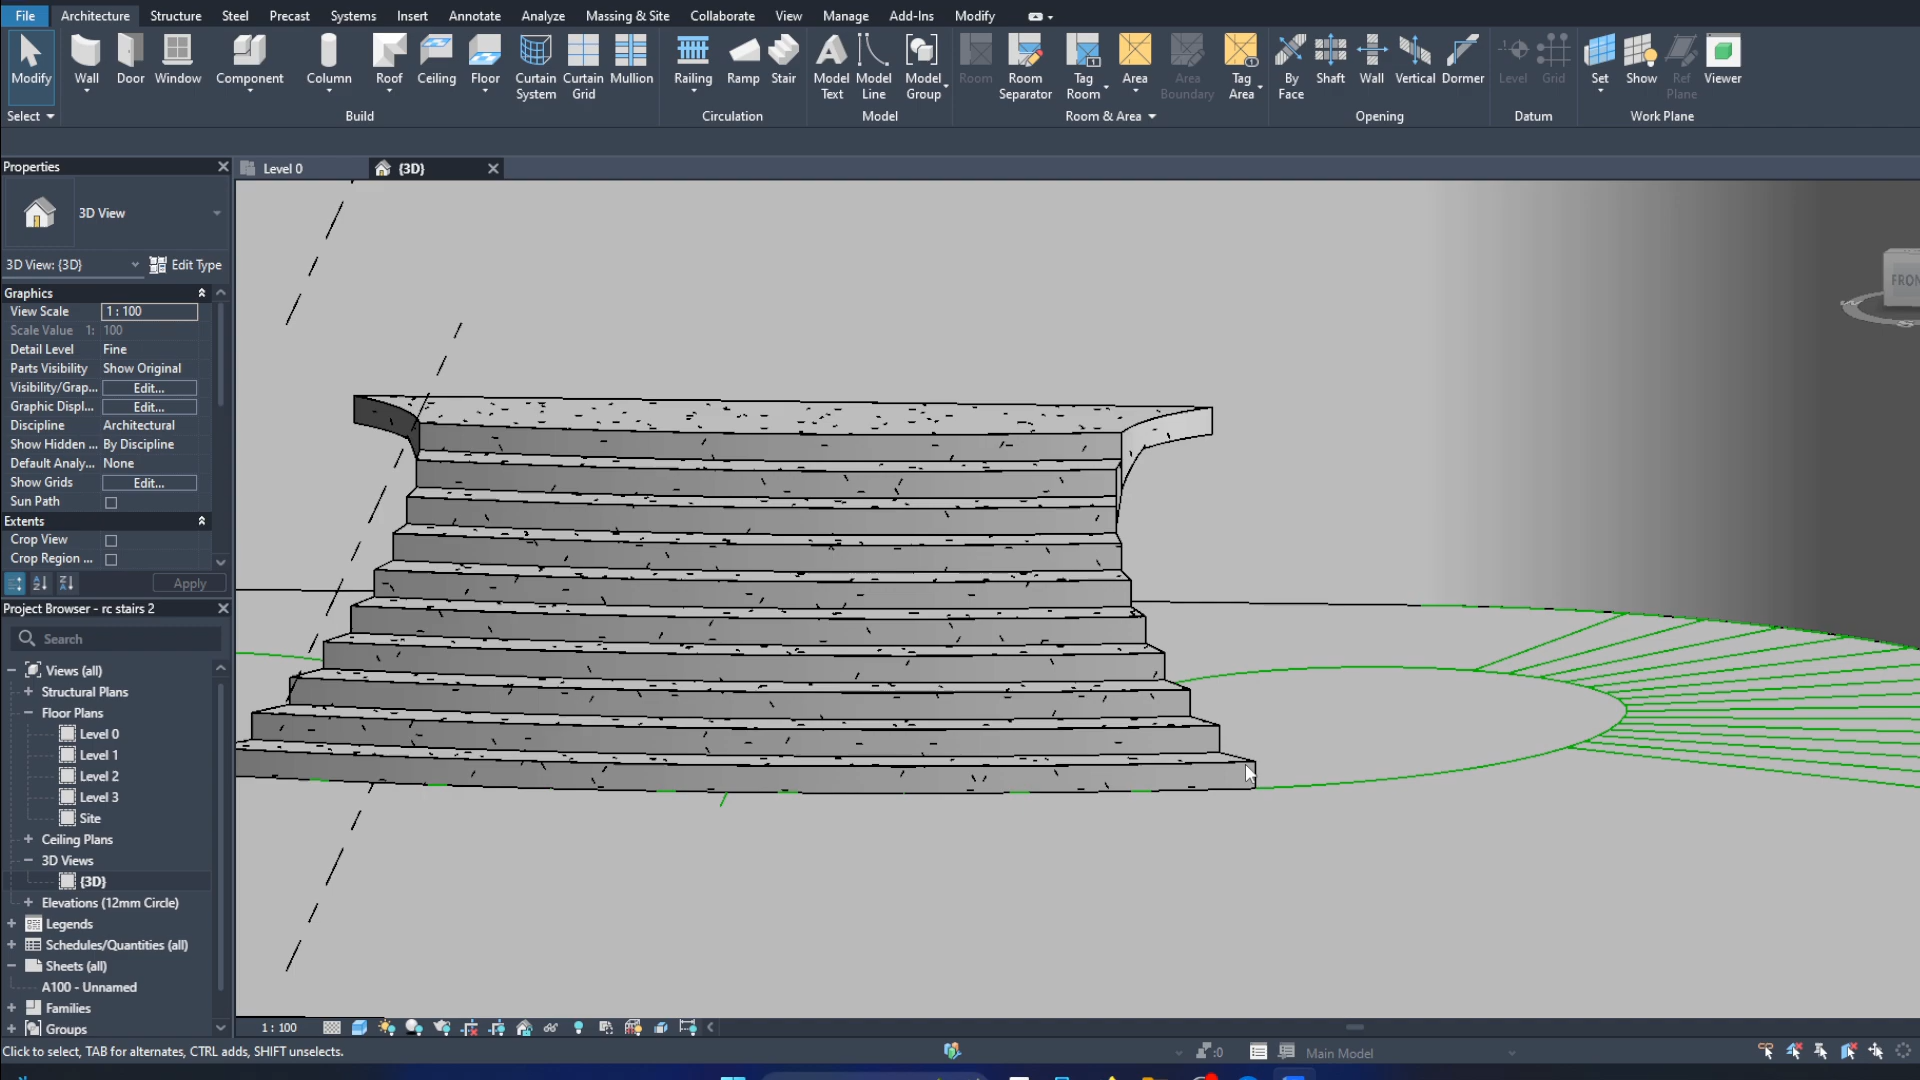 File Architecture Structure Steel Precast Systems Insert Annotate Analyze Massing & Site Collaborate View Manage Add-Ins Modify
Modify Wall Door Window Component Column Roof Ceiling Floor Curtain System Curtain Grid Mullion Railing Ramp Stair Model Text Model Line Model Group Room Room Separator Tag Room Area Area Boundary Tag Area By Face Shaft Wall Vertical Dormer Level Grid Set Show Ref Plane Viewer
Select Build Circulation Model Room & Area Opening Datum Work Plane
Properties
Level 0 {3D}
3D View
3D View: {3D} Edit Type
Graphics
View Scale 1 : 100
Scale Value 1: 100
Detail Level Fine
Parts Visibility Show Original
Visibility/Grap... Edit...
Graphic Displ... Edit...
Discipline Architectural
Show Hidden ... By Discipline
Default Analy... None
Show Grids Edit...
Sun Path
Extents
Crop View
Crop Region ...
Apply
Project Browser - rc stairs 2
Search
Views (all)
Structural Plans
Floor Plans
Level 0
Level 1
Level 2
Level 3
Site
Ceiling Plans
3D Views
{3D}
Elevations (12mm Circle)
Legends
Schedules/Quantities (all)
Sheets (all)
A100 - Unnamed
Families
Groups
FRON
1 : 100
Click to select, TAB for alternates, CTRL adds, SHIFT unselects.
:0
Main Model